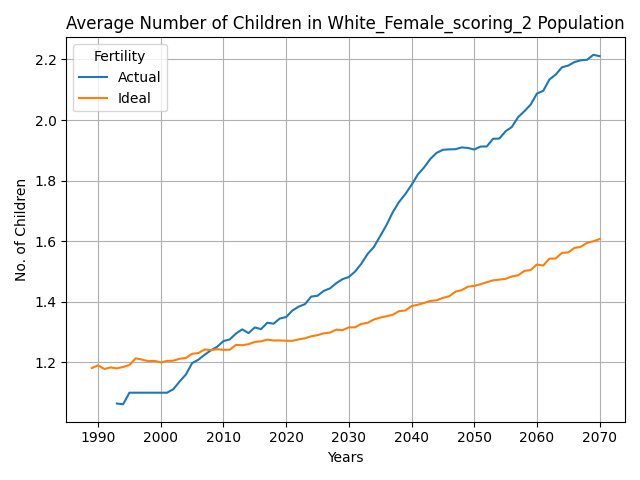 Average Number of Children in White_Female_scoring_2 Population
Fertility
Actual
Ideal
No. of Children
2.2
2.0
1.8
1.6
1.4
1.2
1990 2000 2010 2020 2030 2040 2050 2060 2070
Years